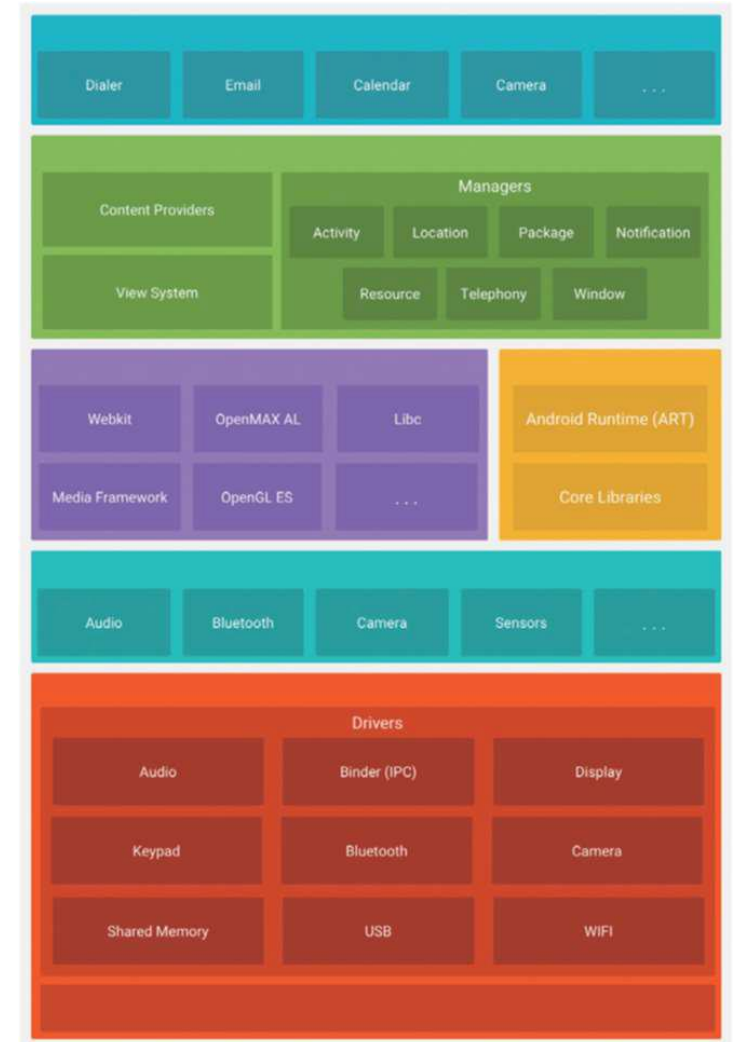 Dialer
Email
Calendar
Camera
. . .
Content Providers
View System
Managers
Activity
Location
Package
Notification
Resource
Telephony
Window
Webkit
OpenMAX AL
Libc
Media Framework
OpenGL ES
. . .
Android Runtime (ART)
Core Libraries
Audio
Bluetooth
Camera
Sensors
. . .
Drivers
Audio
Binder (IPC)
Display
Keypad
Bluetooth
Camera
Shared Memory
USB
WIFI